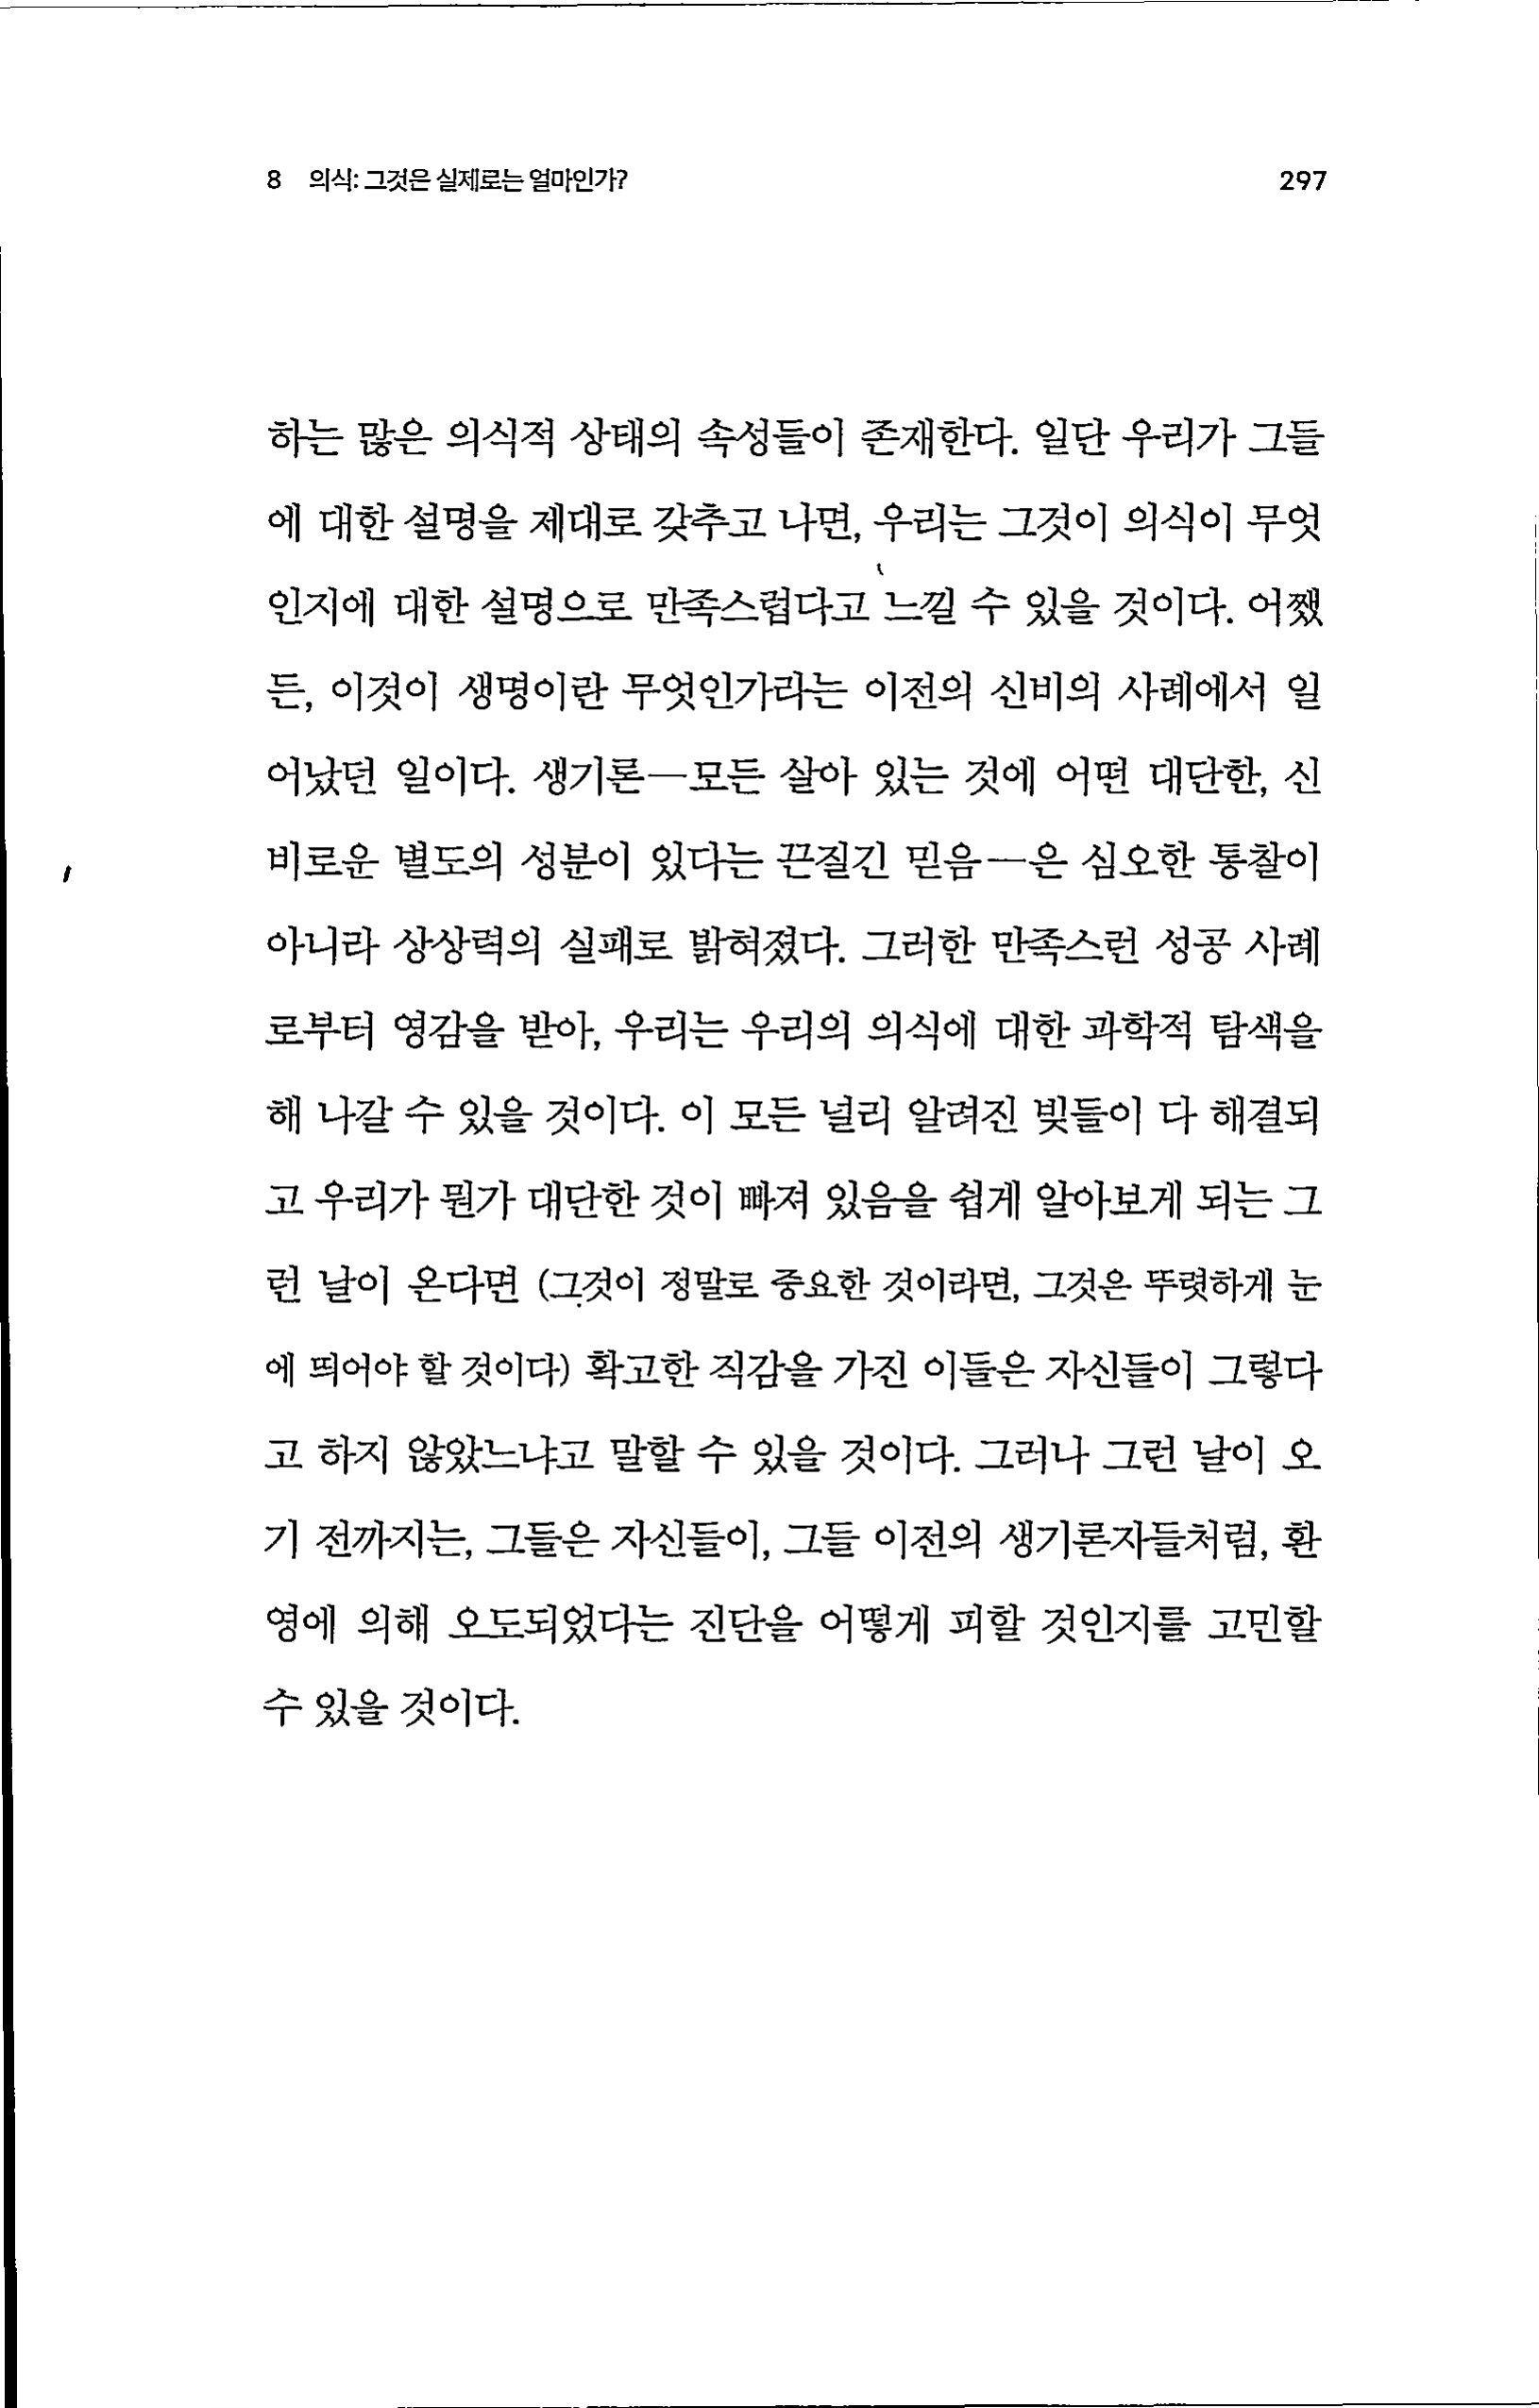 8 의식: 그것은 실제로는 얼마인가?
297
하는 많은 의식적 상태의 속성들이 존재한다. 일단 우리가 그들
에 대한 설명을 제대로 갖추고 나면, 우리는 그것이 의식이 무엇
인지에 대한 설명으로 만족스럽다고 느낄 수 있을 것이다. 어쨌
든, 이것이 생명이란 무엇인가라는 이전의 신비의 사례에서 일
어났던 일이다. 생기론—모든 살아 있는 것에 어떤 대단한, 신
비로운 별도의 성분이 있다는 끈질긴 믿음—은 심오한 통찰이
아니라 상상력의 실패로 밝혀졌다. 그러한 만족스런 성공 사례
로부터 영감을 받아, 우리는 우리의 의식에 대한 과학적 탐색을
해 나갈 수 있을 것이다. 이 모든 널리 알려진 빚들이 다 해결되
고 우리가 뭔가 대단한 것이 빠져 있음을 쉽게 알아보게 되는 그
런 날이 온다면 (그것이 정말로 중요한 것이라면, 그것은 뚜렷하게 눈
에 띄어야 할 것이다) 확고한 직감을 가진 이들은 자신들이 그렇다
고 하지 않았느냐고 말할 수 있을 것이다. 그러나 그런 날이 오
기 전까지는, 그들은 자신들이, 그들 이전의 생기론자들처럼, 환
영에 의해 오도되었다는 진단을 어떻게 피할 것인지를 고민할
수 있을 것이다.